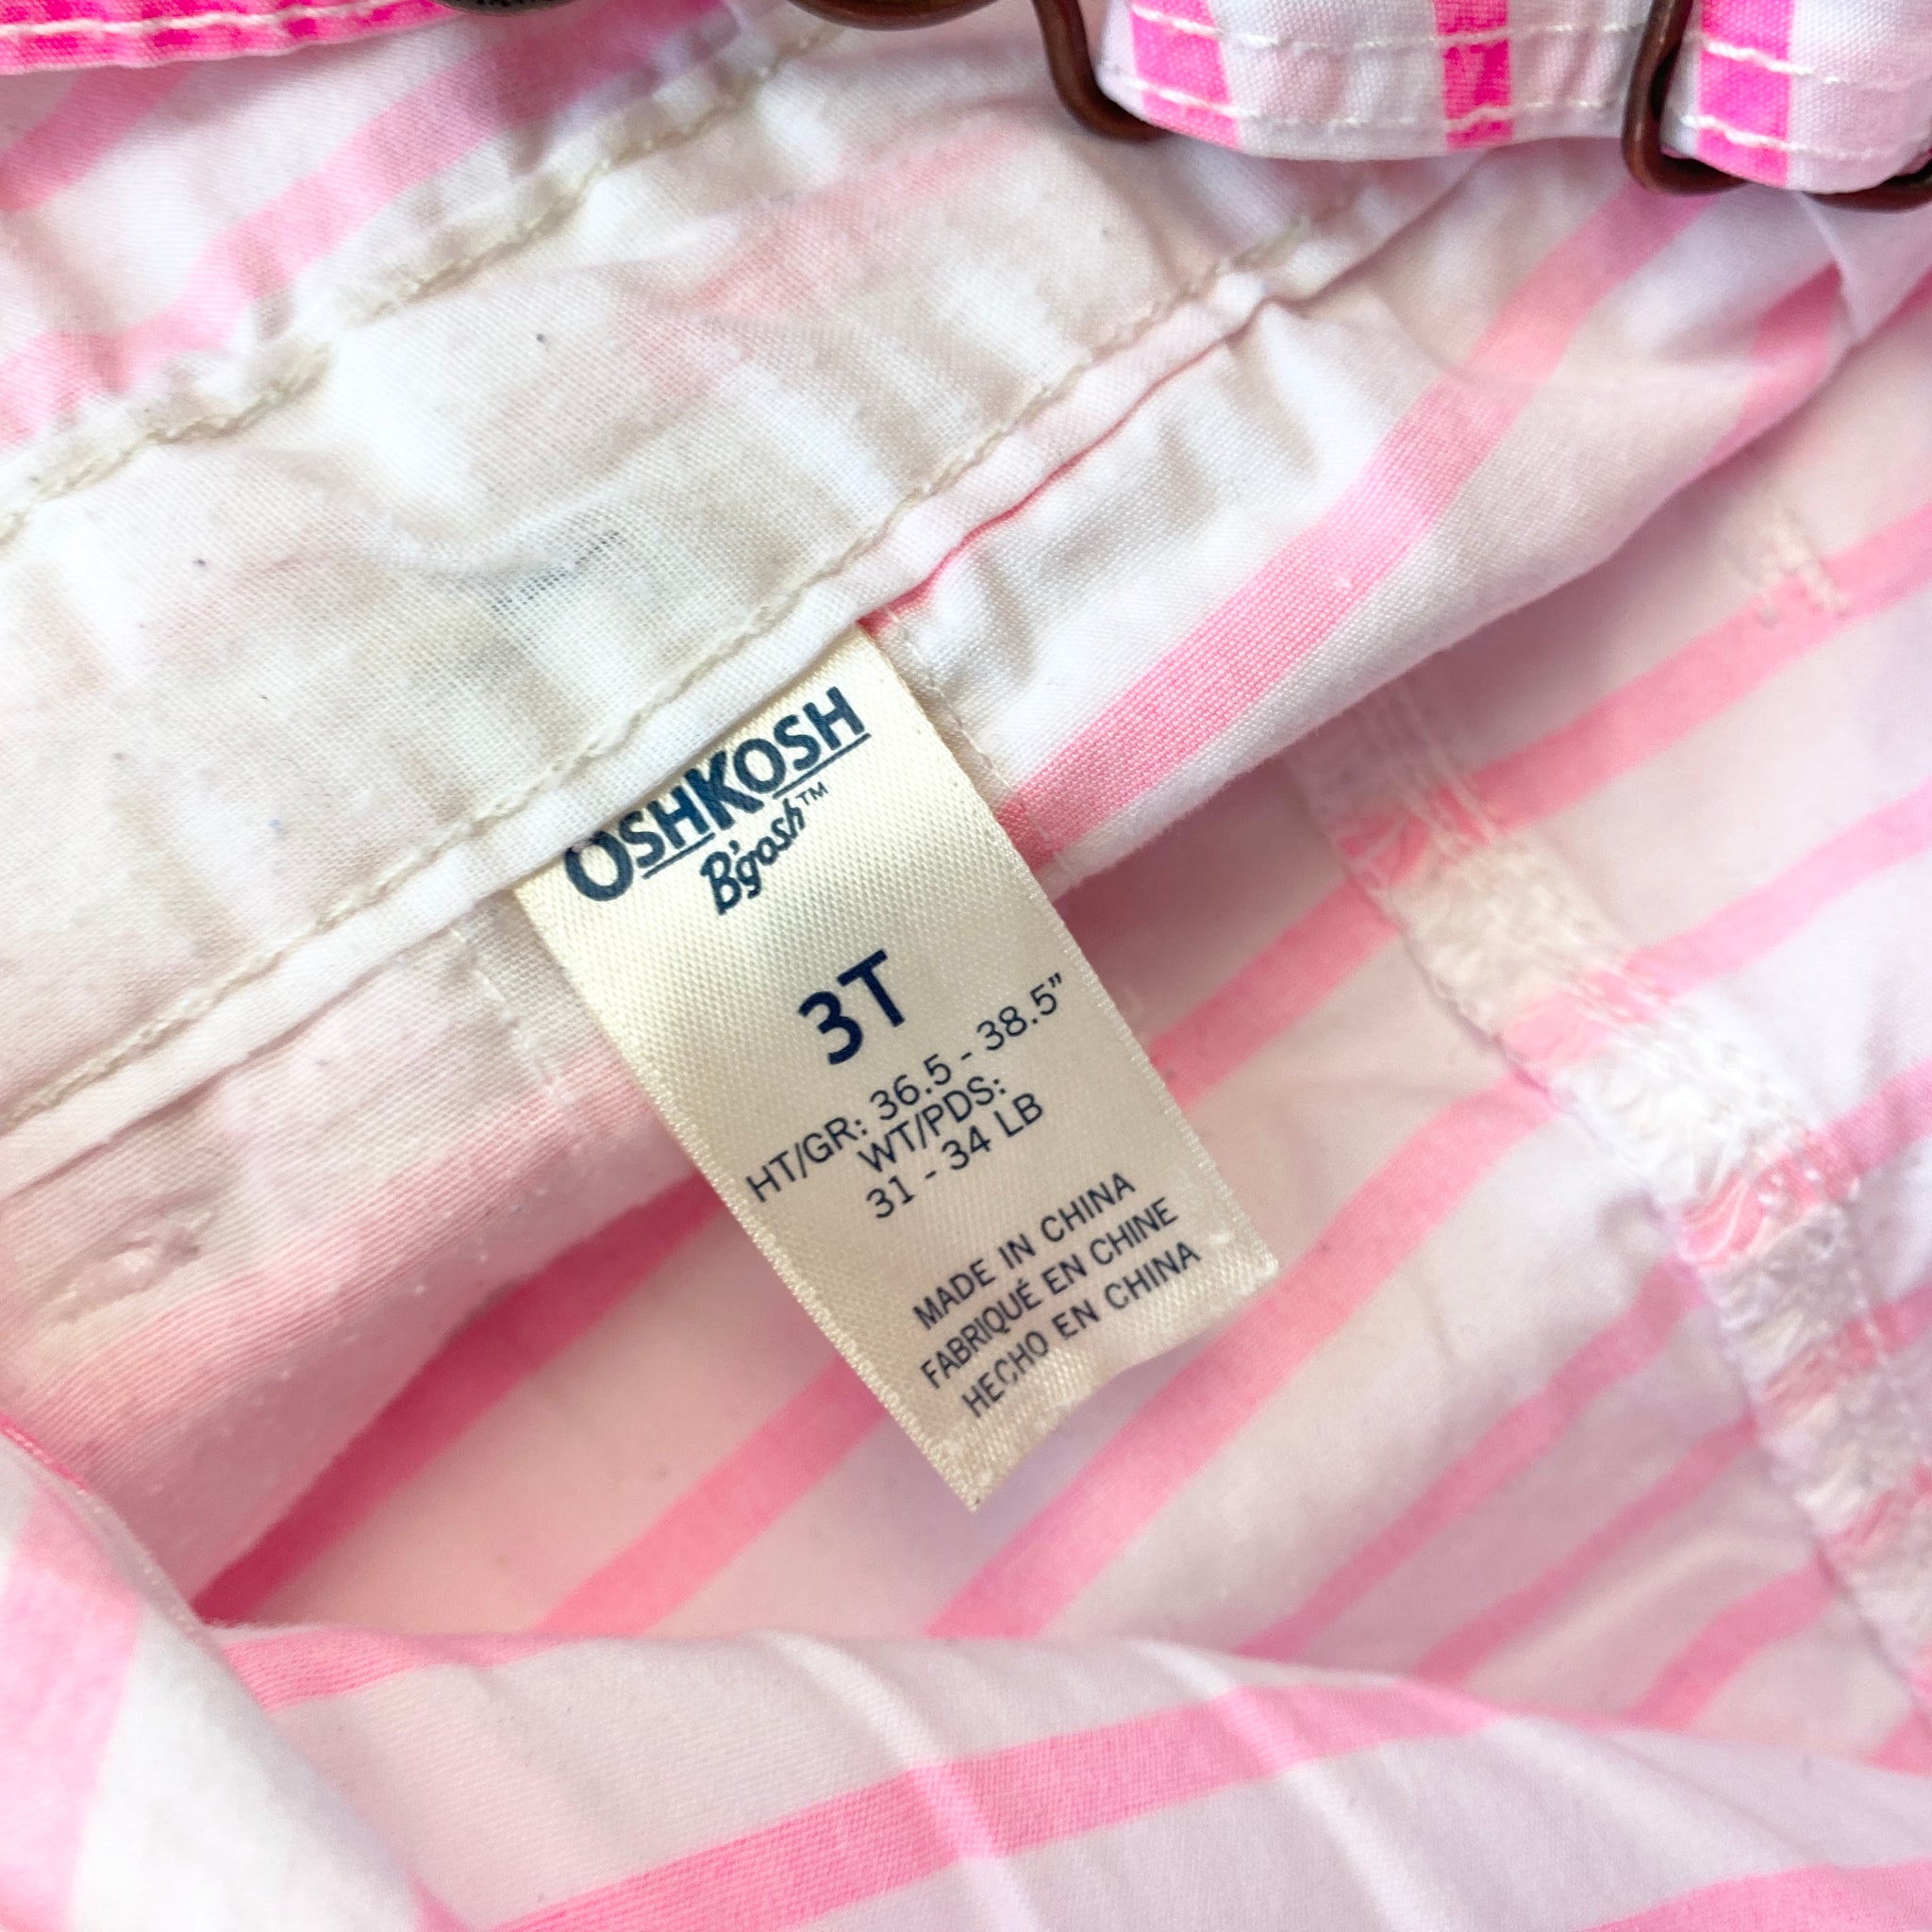 OSHKOSH
B'gosh™
3T
HT/GR: 36.5 - 38.5"
WT/PDS:
31 - 34 LB
MADE IN CHINA
FABRIQUÉ EN CHINE
HECHO EN CHINA